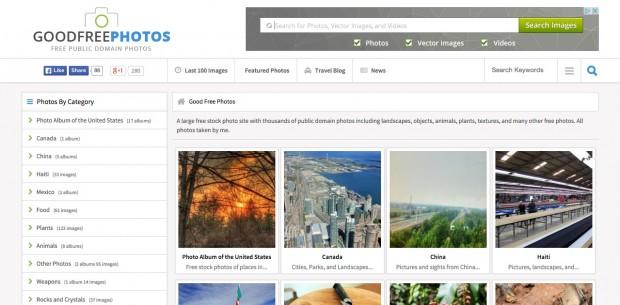 GOODFREEPHOTOS
FREE PUBLIC DOMAIN PHOTOS
Search for Photos, Vector Images, and Videos
Search Images
Photos
Vector Images
Videos
Like
Share
86
g+1
Last 100 Images
Featured Photos
Travel Blog
News
Search Keywords
Photos By Category
Photo Album of the United States (17 albums)
Canada (1 album)
China (5 albums)
Haiti (33 images)
Mexico (1 album)
Food (61 images)
Plants (123 images)
Animals (8 albums)
Other Photos (2 albums 55 images)
Weapons (1 album 14 images)
Rocks and Crystals (37 images)
Good Free Photos
A large free stock photo site with thousands of public domain photos including landscapes, objects, animals, plants, textures, and many other free photos. All
photos taken by me.
Photo Album of the United States
Free stock photos of places in...
Canada
Cities, Parks, and Landscapes...
China
Pictures and sights from China...
Haiti
Pictures, landscapes, and...